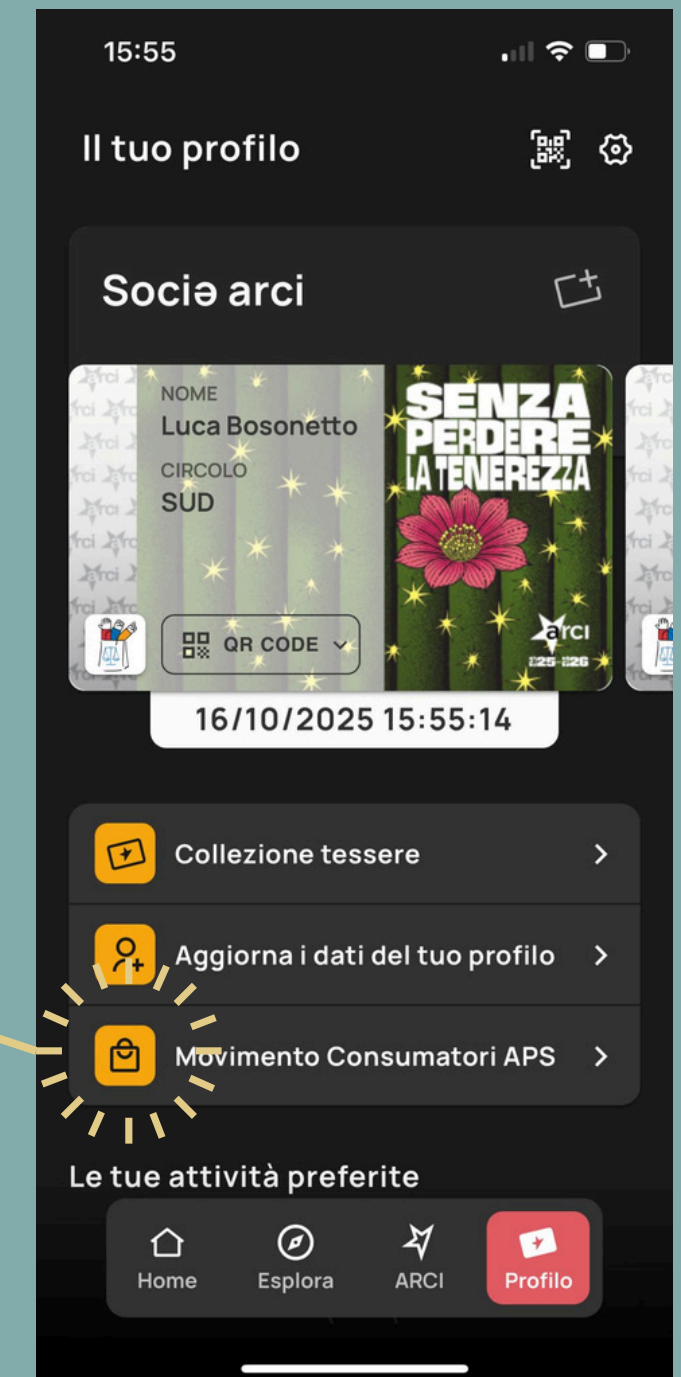 15:55
Il tuo profilo
Sociə arci
NOME
Luca Bosonetto
CIRCOLO
SUD
QR CODE
SENZA
PERDERE
LA TENEREZZA
arci
2025-2026
16/10/2025 15:55:14
Collezione tessere
Aggiorna i dati del tuo profilo
Movimento Consumatori APS
Le tue attività preferite
Home
Esplora
ARCI
Profilo